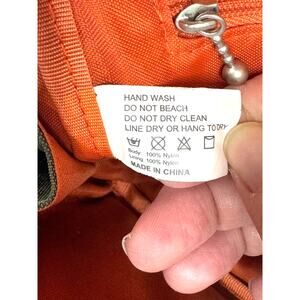 HAND WASH
DO NOT BEACH
DO NOT DRY CLEAN
LINE DRY OR HANG TO DRY
Body: 100% Nylon
Lining: 100% Nylon
MADE IN CHINA